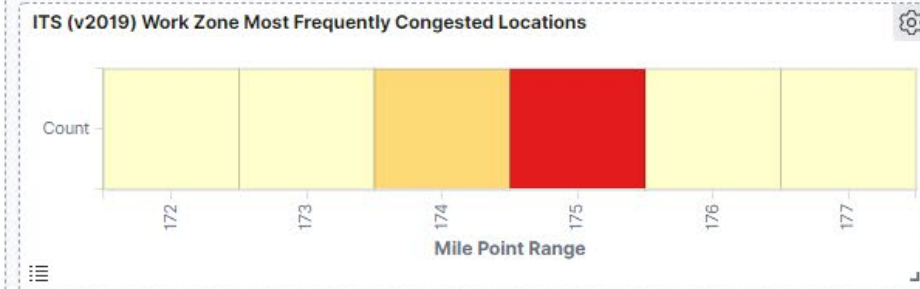 ITS (v2019) Work Zone Most Frequently Congested Locations
Count
172
173
174
175
176
177
Mile Point Range